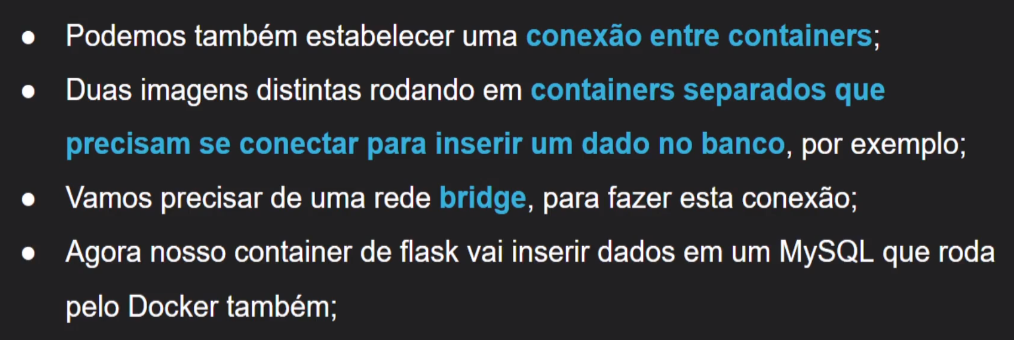 ● Podemos também estabelecer uma conexão entre containers;
● Duas imagens distintas rodando em containers separados que
precisam se conectar para inserir um dado no banco, por exemplo;
● Vamos precisar de uma rede bridge, para fazer esta conexão;
● Agora nosso container de flask vai inserir dados em um MySQL que roda
pelo Docker também;